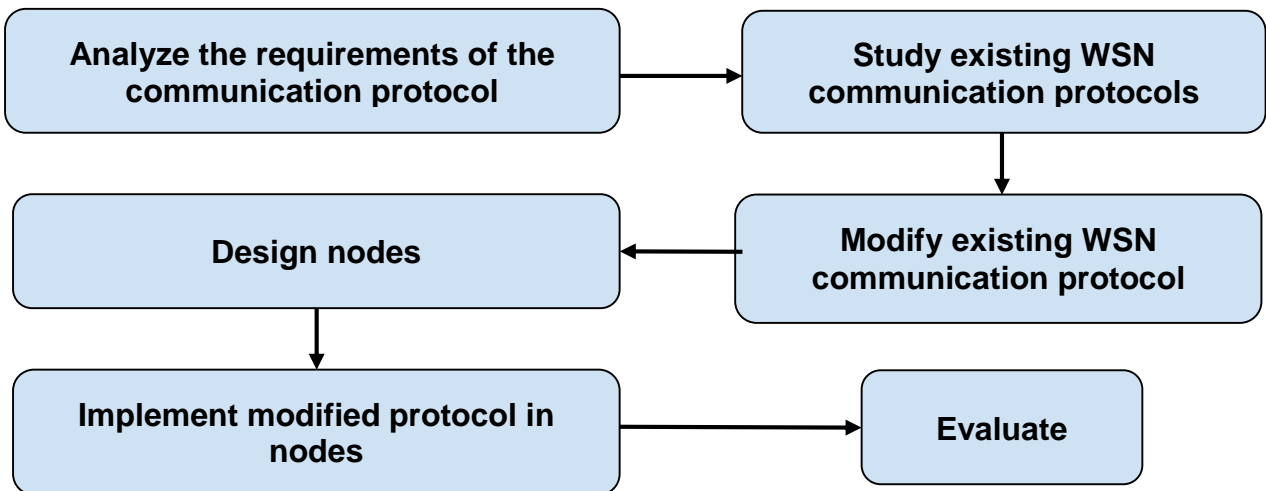 Analyze the requirements of the
communication protocol
Study existing WSN
communication protocols
Modify existing WSN
communication protocol
Design nodes
Implement modified protocol in
nodes
Evaluate